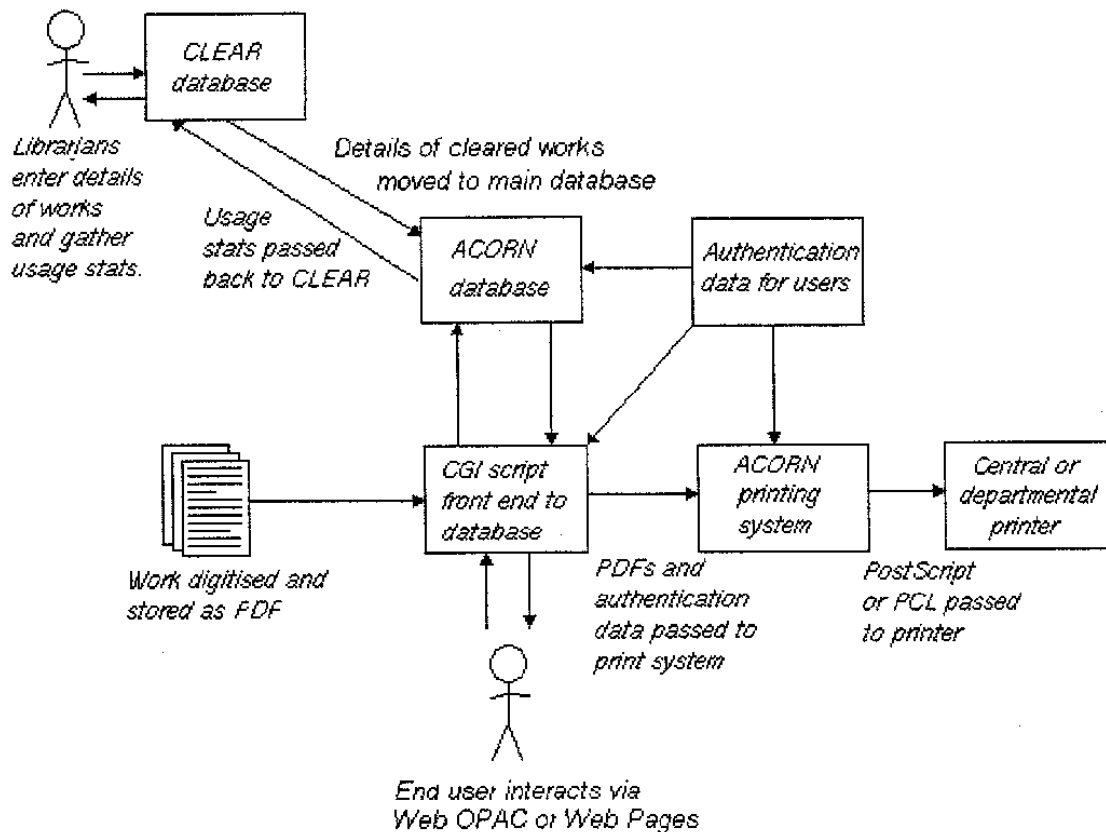 CLEAR
database
Librarians
enter details
of works
and gather
usage stats.
Details of cleared works
moved to main database
Usage
stats passed
back to CLEAR
ACORN
database
Authentication
data for users
CGI script
front end to
database
ACORN
printing
system
Central or
departmental
printer
Work digitised and
stored as PDF
PDFs and
authentication
data passed to
print system
PostScript
or PCL passed
to printer
End user interacts via
Web OPAC or Web Pages